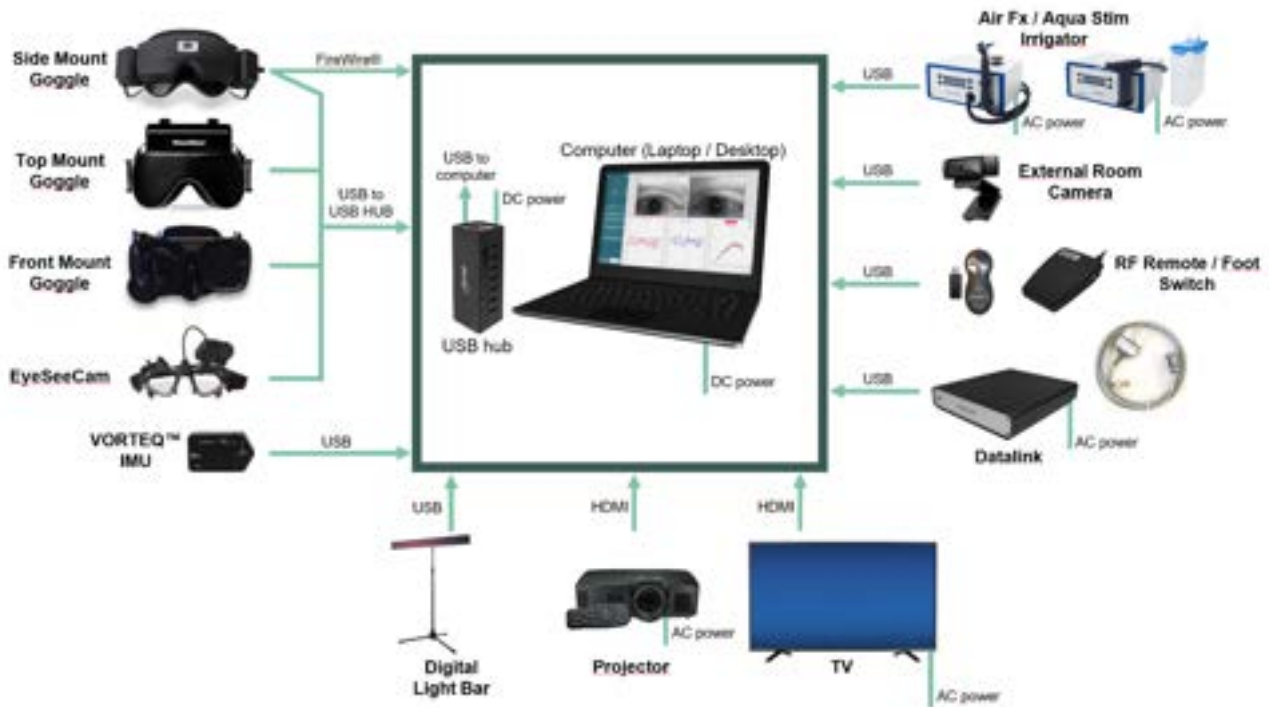 Side Mount
Goggle
FireWire®
Top Mount
Goggle
USB to
USB HUB
Front Mount
Goggle
EyeSeeCam
VORTEQ™
IMU
USB
Computer (Laptop / Desktop)
USB to
computer
DC power
USB hub
DC power
Air Fx / Aqua Stim
Irrigator
USB
AC power
AC power
USB
External Room
Camera
USB
RF Remote / Foot
Switch
USB
AC power
Datalink
USB
HDMI
HDMI
Digital
Light Bar
AC power
Projector
TV
AC power